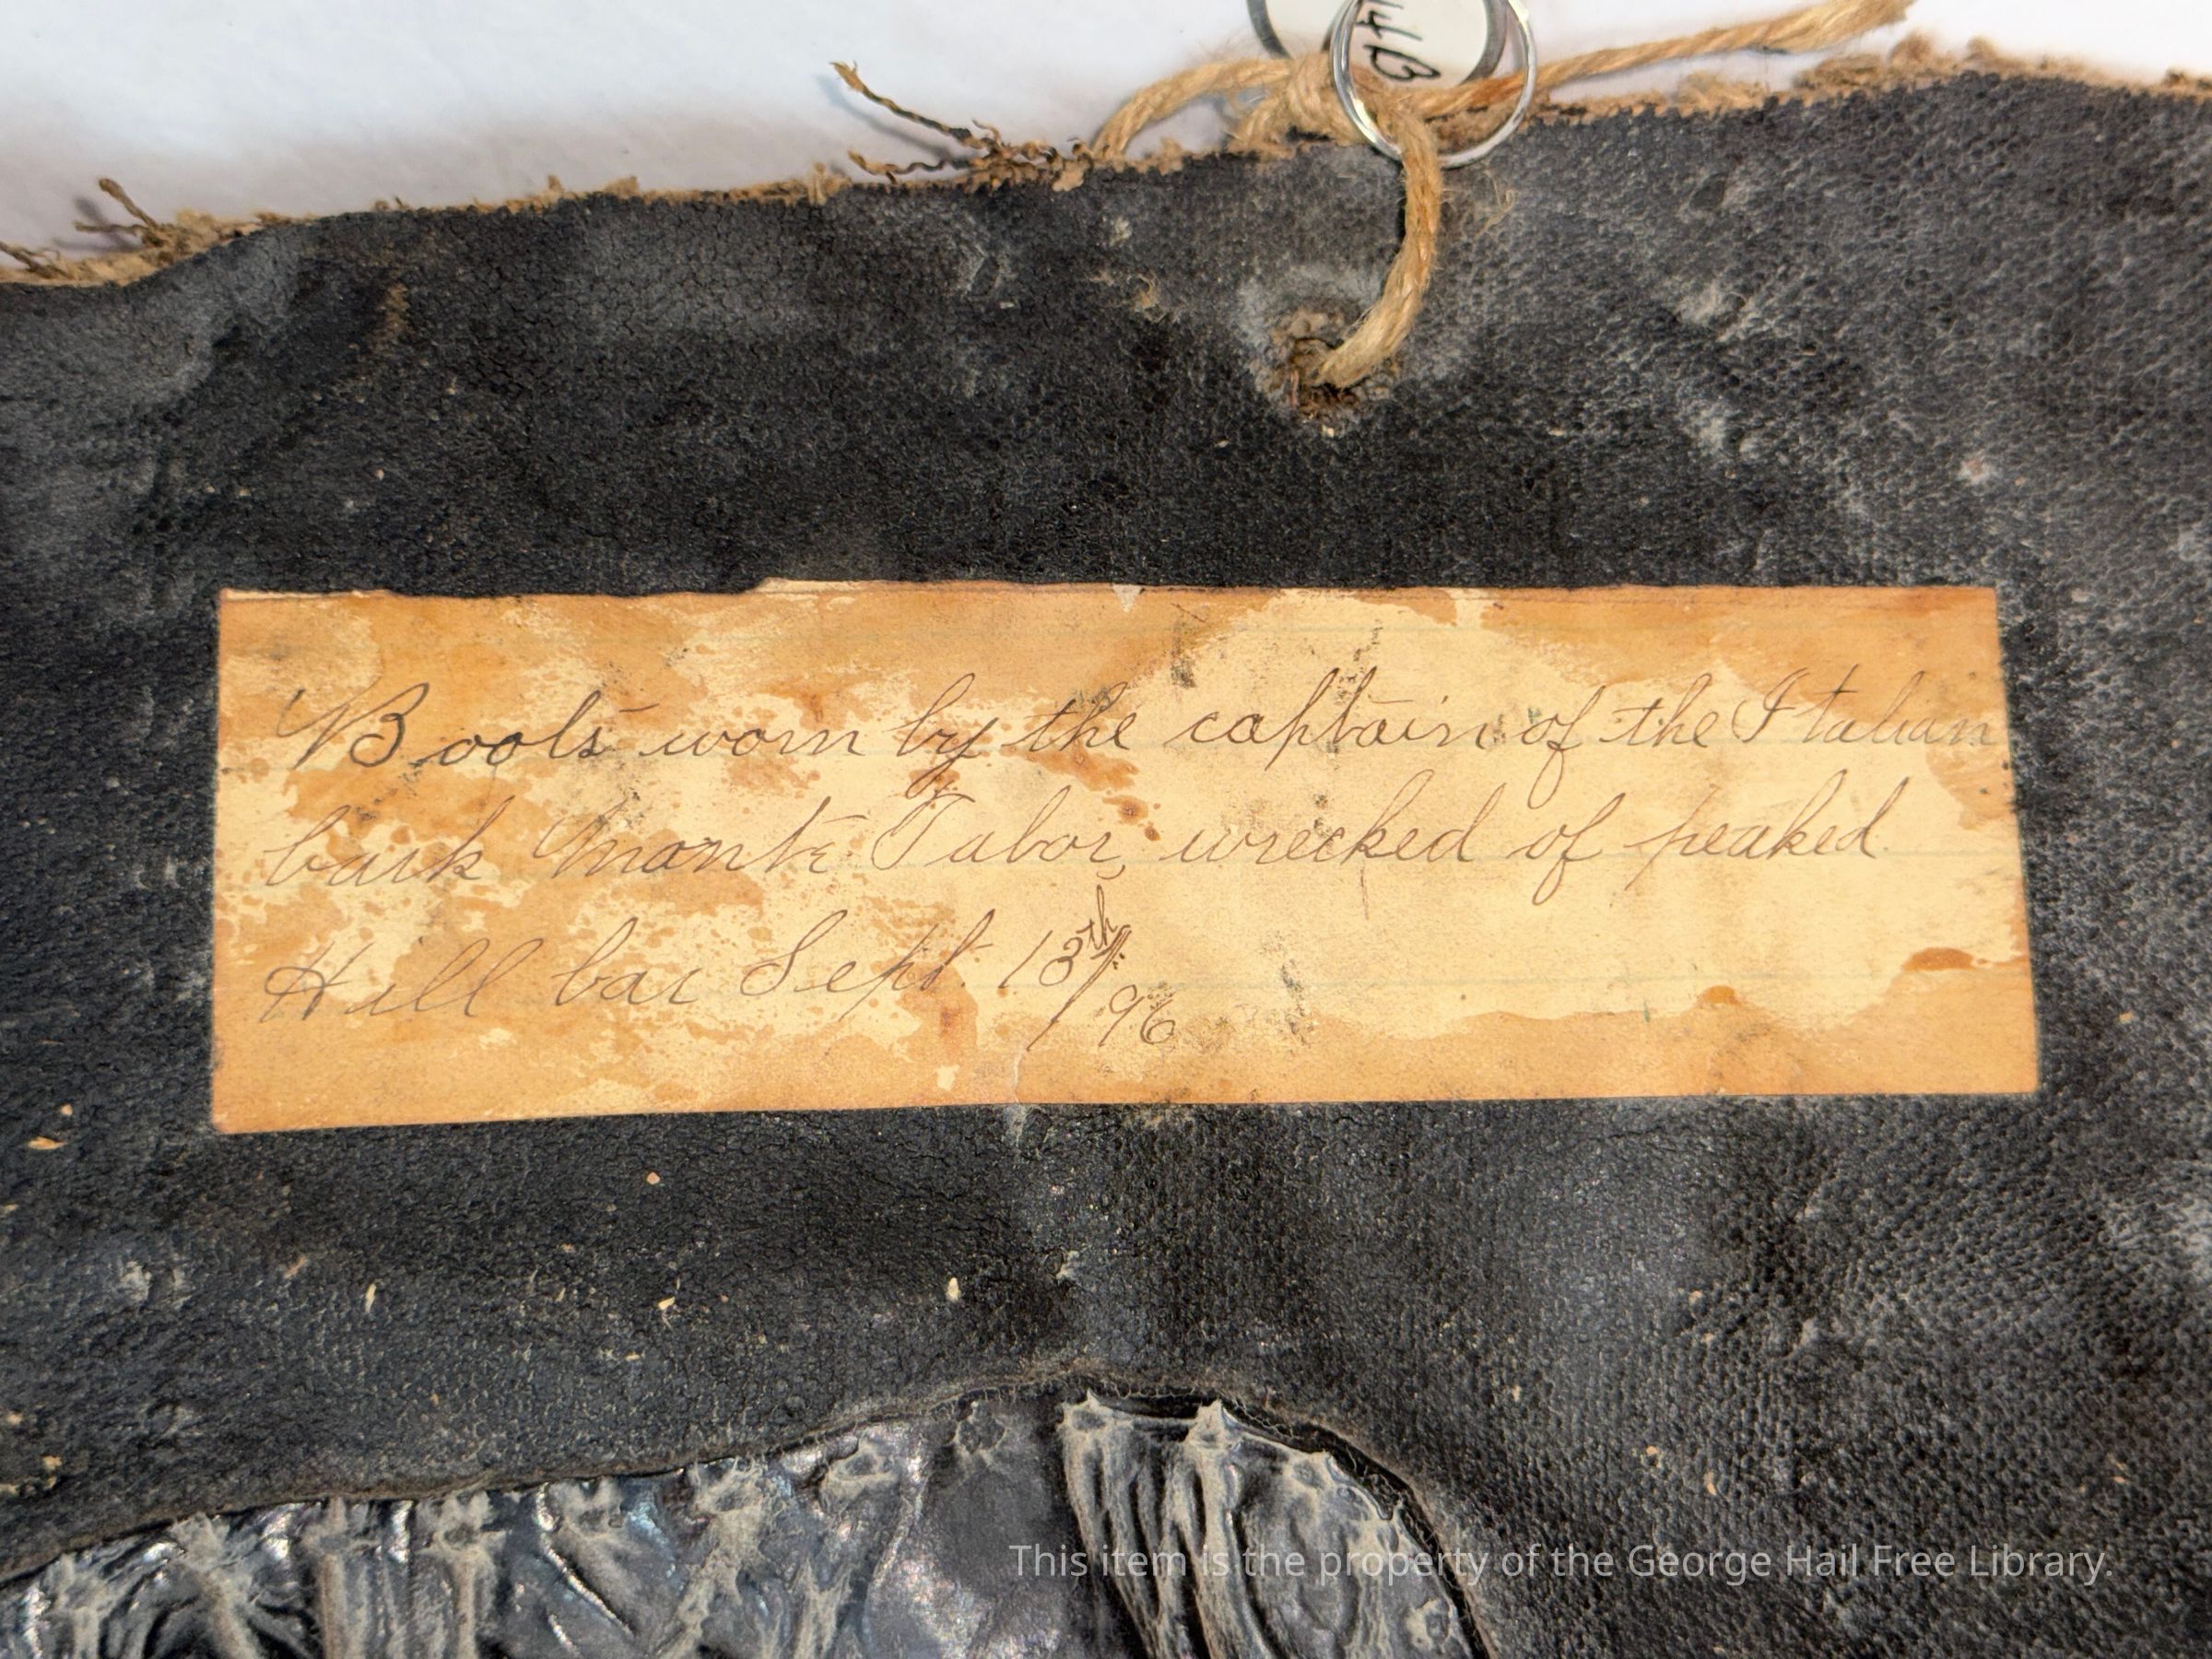 44B
Boots worn by the captain of the Italian
bark Monte Tabor, wrecked of peaked
Hill bar Sept. 13th/96
This item is the property of the George Hail Free Library.